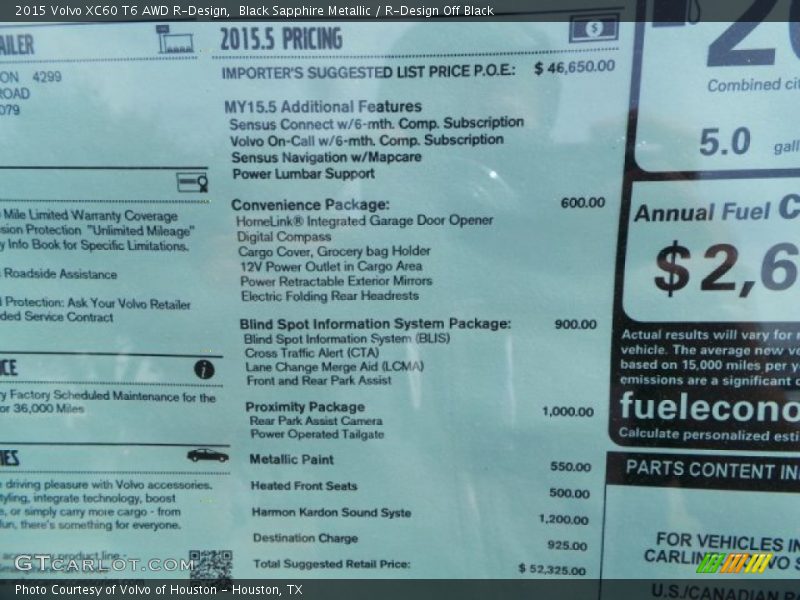 2015 Volvo XC60 T6 AWD R-Design, Black Sapphire Metallic / R-Design Off Black
AILER
ON 4299
ROAD
079
Mile Limited Warranty Coverage
sion Protection "Unlimited Mileage"
y Info Book for Specific Limitations.
Roadside Assistance
Protection: Ask Your Volvo Retailer
ded Service Contract
CE
y Factory Scheduled Maintenance for the
or 36,000 Miles
IES
driving pleasure with Volvo accessories.
tyling, integrate technology, boost
e, or simply carry more cargo - from
fun, there's something for everyone.
product line -
2015.5 PRICING
IMPORTER'S SUGGESTED LIST PRICE P.O.E.: $ 46,650.00
MY15.5 Additional Features
Sensus Connect w/6-mth. Comp. Subscription
Volvo On-Call w/6-mth. Comp. Subscription
Sensus Navigation w/Mapcare
Power Lumbar Support
Convenience Package: 600.00
HomeLink® Integrated Garage Door Opener
Digital Compass
Cargo Cover, Grocery bag Holder
12V Power Outlet in Cargo Area
Power Retractable Exterior Mirrors
Electric Folding Rear Headrests
Blind Spot Information System Package: 900.00
Blind Spot Information System (BLIS)
Cross Traffic Alert (CTA)
Lane Change Merge Aid (LCMA)
Front and Rear Park Assist
Proximity Package 1,000.00
Rear Park Assist Camera
Power Operated Tailgate
Metallic Paint 550.00
Heated Front Seats 500.00
Harmon Kardon Sound Syste 1,200.00
Destination Charge 925.00
Total Suggested Retail Price: $ 52,325.00
Combined cit
5.0 gall
Annual Fuel C
$2,6
Actual results will vary for
vehicle. The average new ve
based on 15,000 miles per y
emissions are a significant c
fuelecono
Calculate personalized esti
PARTS CONTENT IN
FOR VEHICLES IN
CARLIN
U.S./CANADIAN PA
GTCarLot.com
Photo Courtesy of Volvo of Houston - Houston, TX